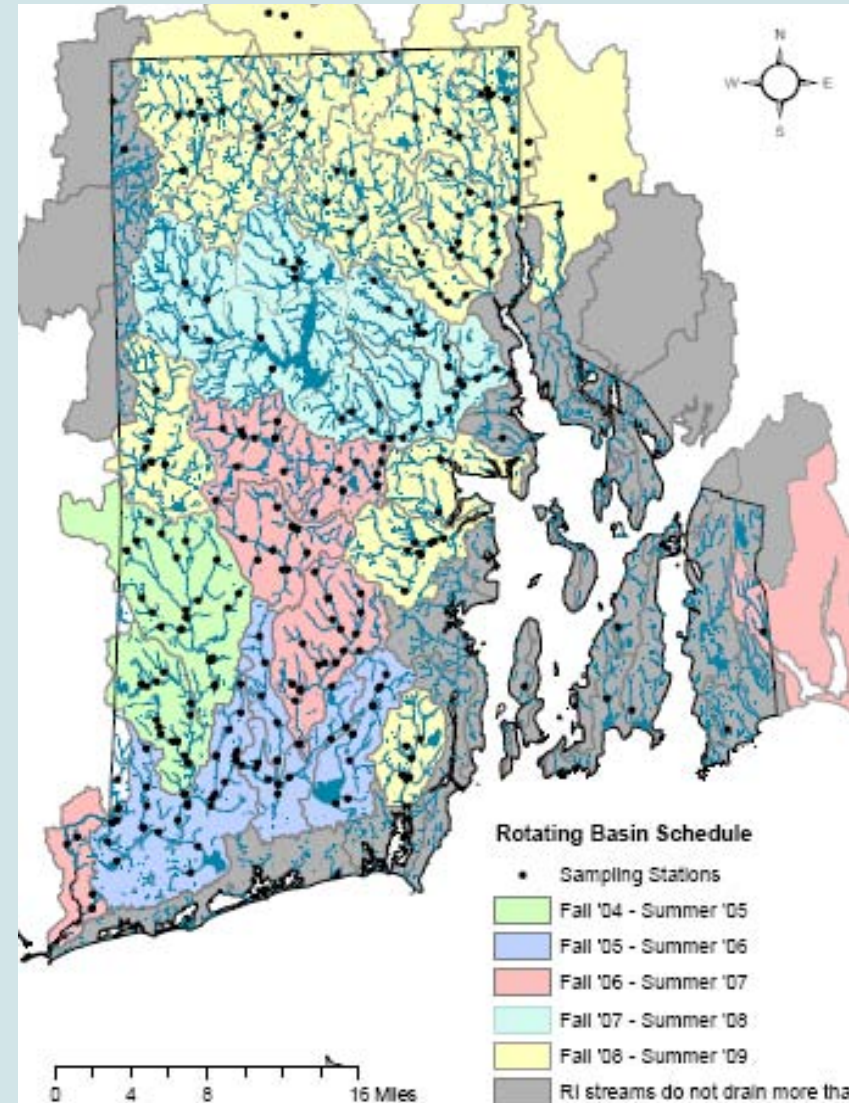 N
W E
S
Rotating Basin Schedule
Sampling Stations
Fall '04 - Summer '05
Fall '05 - Summer '06
Fall '06 - Summer '07
Fall '07 - Summer '08
Fall '08 - Summer '09
RI streams do not drain more tha
0 4 8 16 Miles